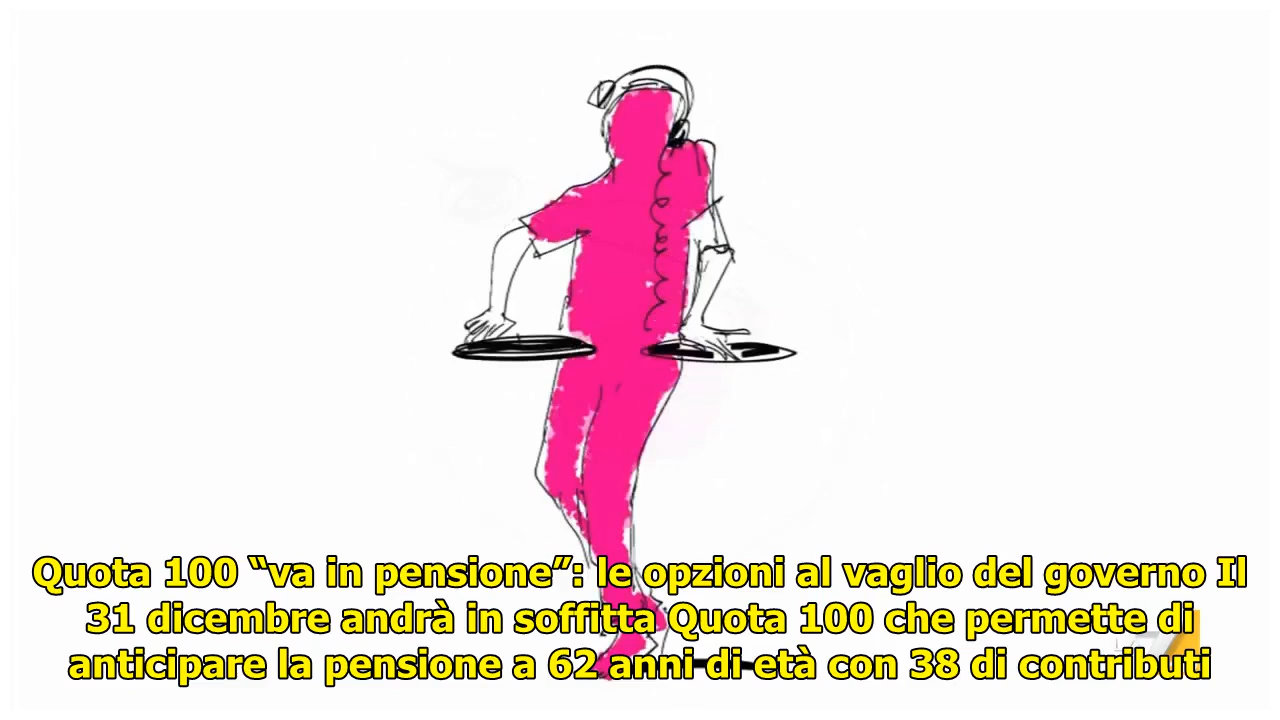 Quota 100 “va in pensione”: le opzioni al vaglio del governo Il
31 dicembre andrà in soffitta Quota 100 che permette di
anticipare la pensione a 62 anni di età con 38 di contributi